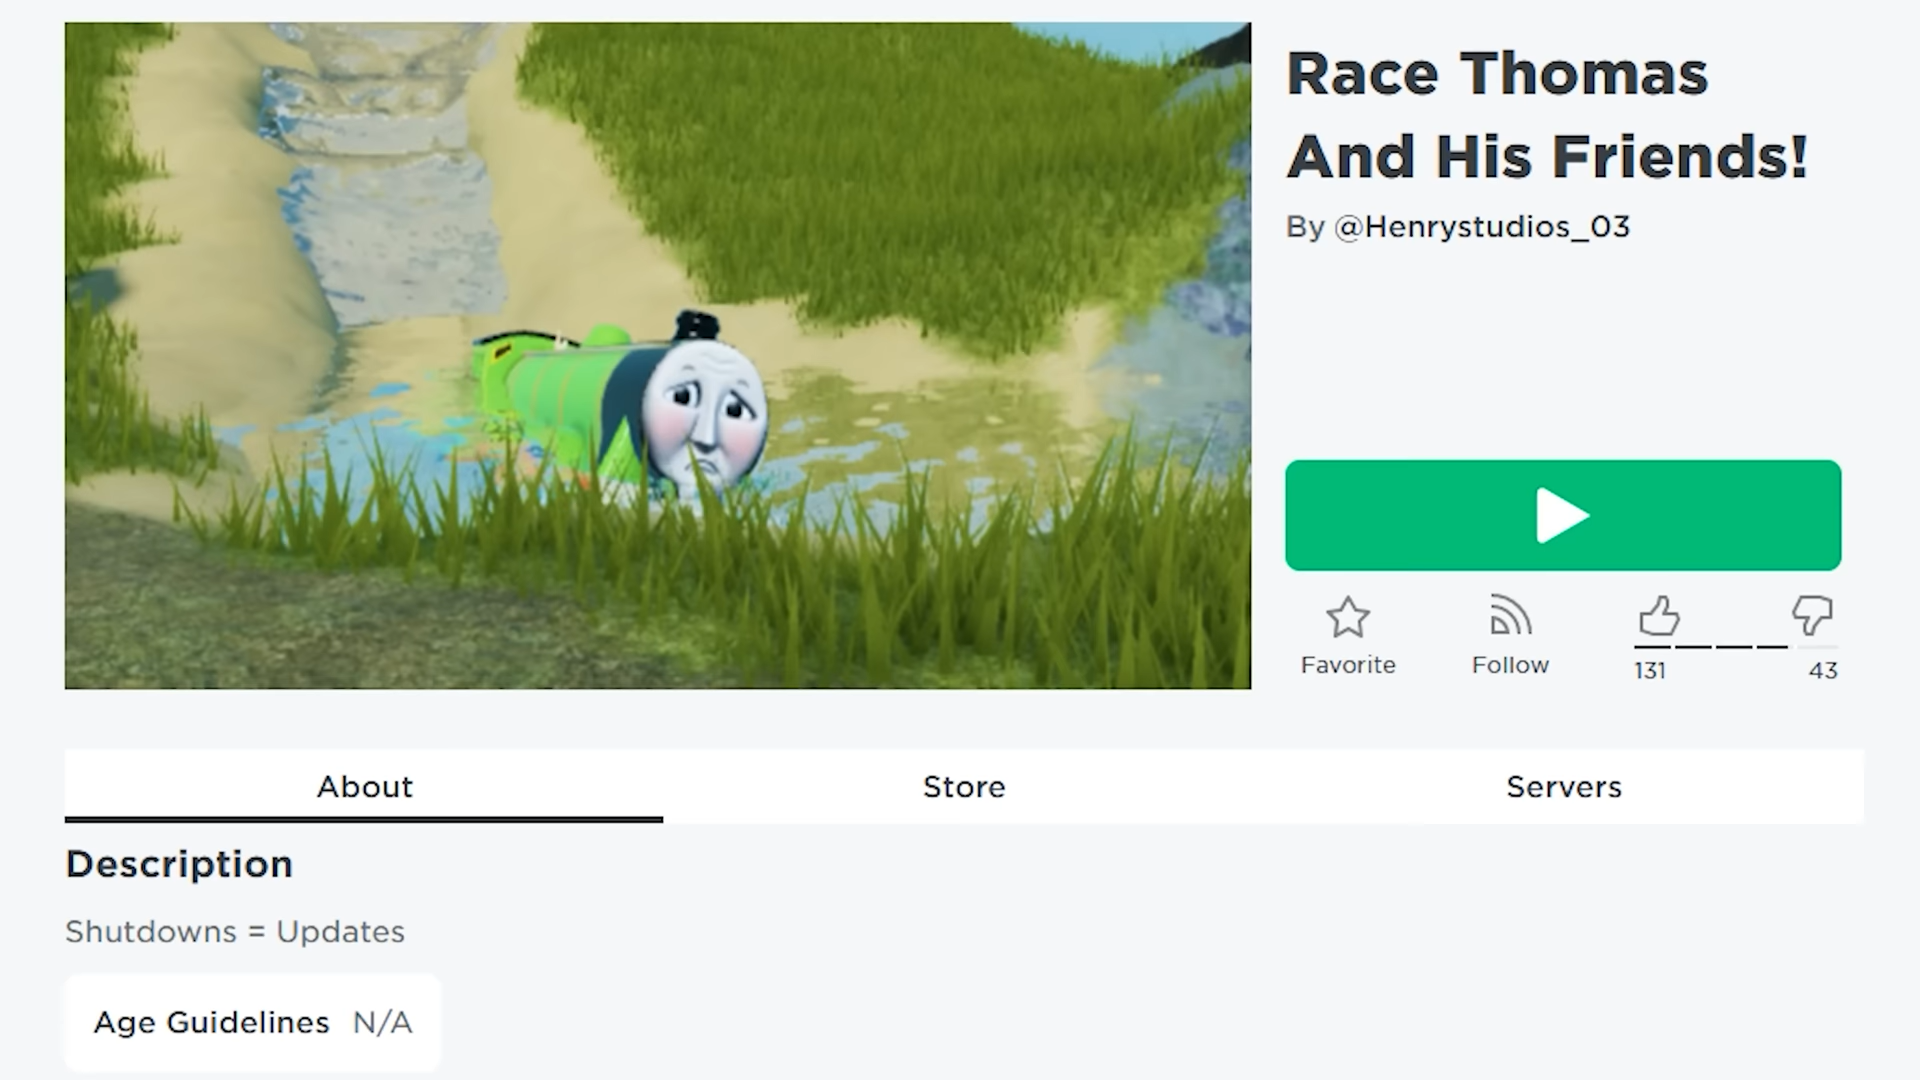 Race Thomas
And His Friends!
By @Henrystudios_03
Favorite
Follow
131
43
About
Store
Servers
Description
Shutdowns = Updates
Age Guidelines N/A